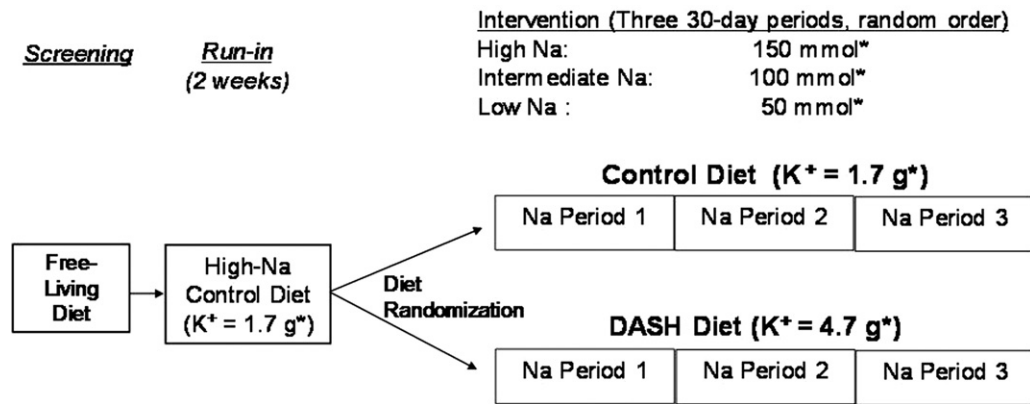 Screening
Run-in
(2 weeks)
Intervention (Three 30-day periods, random order)
High Na: 150 mmol*
Intermediate Na: 100 mmol*
Low Na : 50 mmol*
Control Diet (K⁺ = 1.7 g*)
Na Period 1 Na Period 2 Na Period 3
Free-
Living
Diet
High-Na
Control Diet
(K⁺ = 1.7 g*)
Diet
Randomization
DASH Diet (K⁺ = 4.7 g*)
Na Period 1 Na Period 2 Na Period 3